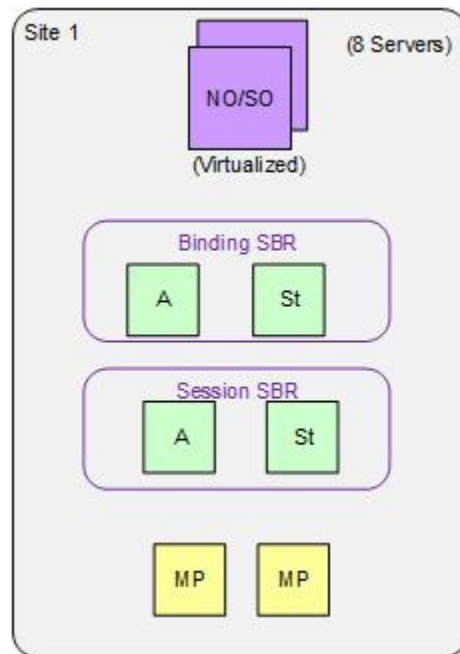 Site 1
(8 Servers)
NO/SO
(Virtualized)
Binding SBR
A St
Session SBR
A St
MP MP